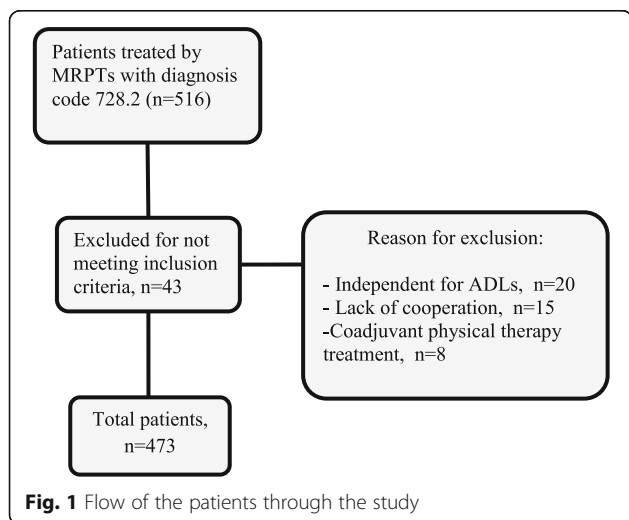 Patients treated by
MRPTs with diagnosis
code 728.2 (n=516)
Excluded for not
meeting inclusion
criteria, n=43
Reason for exclusion:
- Independent for ADLs, n=20
- Lack of cooperation, n=15
-Coadjuvant physical therapy
treatment, n=8
Total patients,
n=473
Fig. 1 Flow of the patients through the study